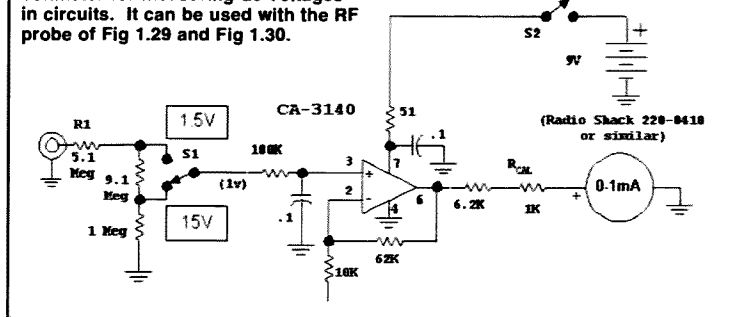 in circuits. It can be used with the RF
probe of Fig 1.29 and Fig 1.30.
S2
+
9V
CA-3140
51
(Radio Shack 220-0410
or similar)
R1
1.5V
.1
5.1
Meg
S1
100K
3
7
RCAL
9.1
Meg
(1v)
+
2
-
6
4
6.2K
1K
+
0-1mA
1 Meg
15V
.1
62K
10K